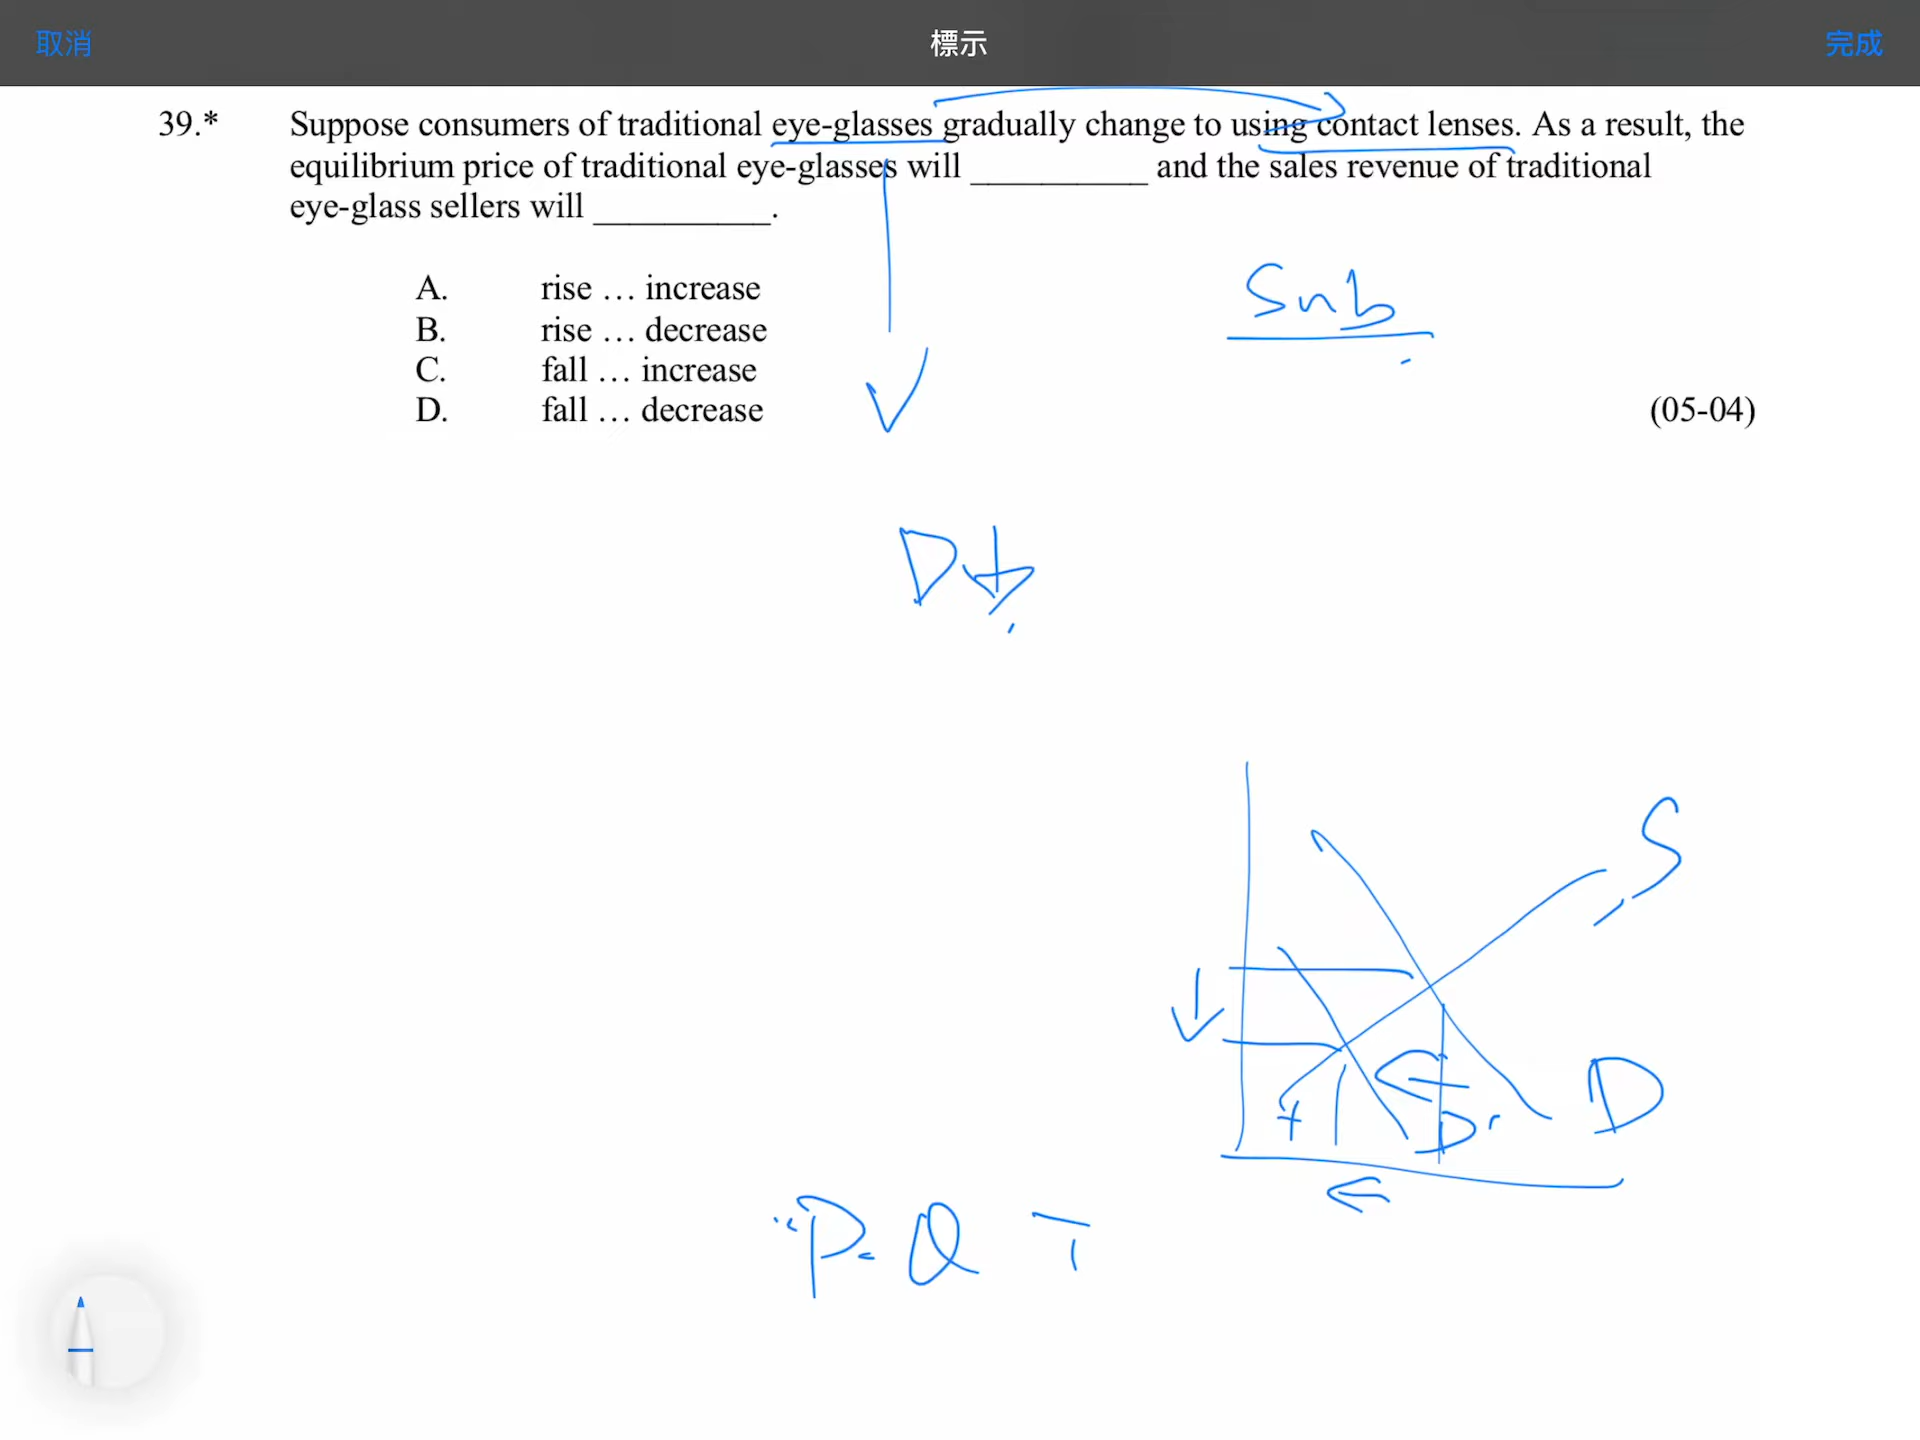 取消 標示 完成
39.* Suppose consumers of traditional eye-glasses gradually change to using contact lenses. As a result, the
equilibrium price of traditional eye-glasses will __________ and the sales revenue of traditional
eye-glass sellers will __________.
Sub
A. rise … increase
B. rise … decrease
C. fall … increase
D. fall … decrease (05-04)
D↓
S
D
D'
P Q T